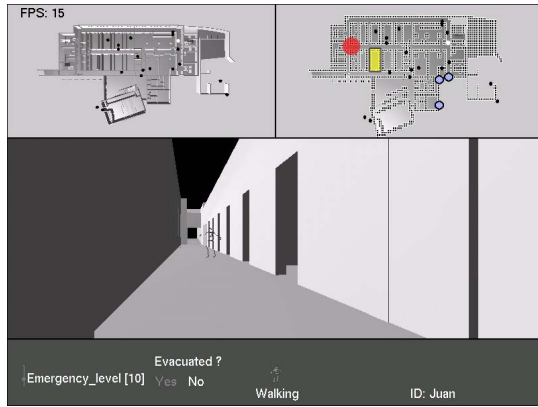 FPS: 15
Evacuated ?
Emergency_level [10] Yes No
Walking ID: Juan